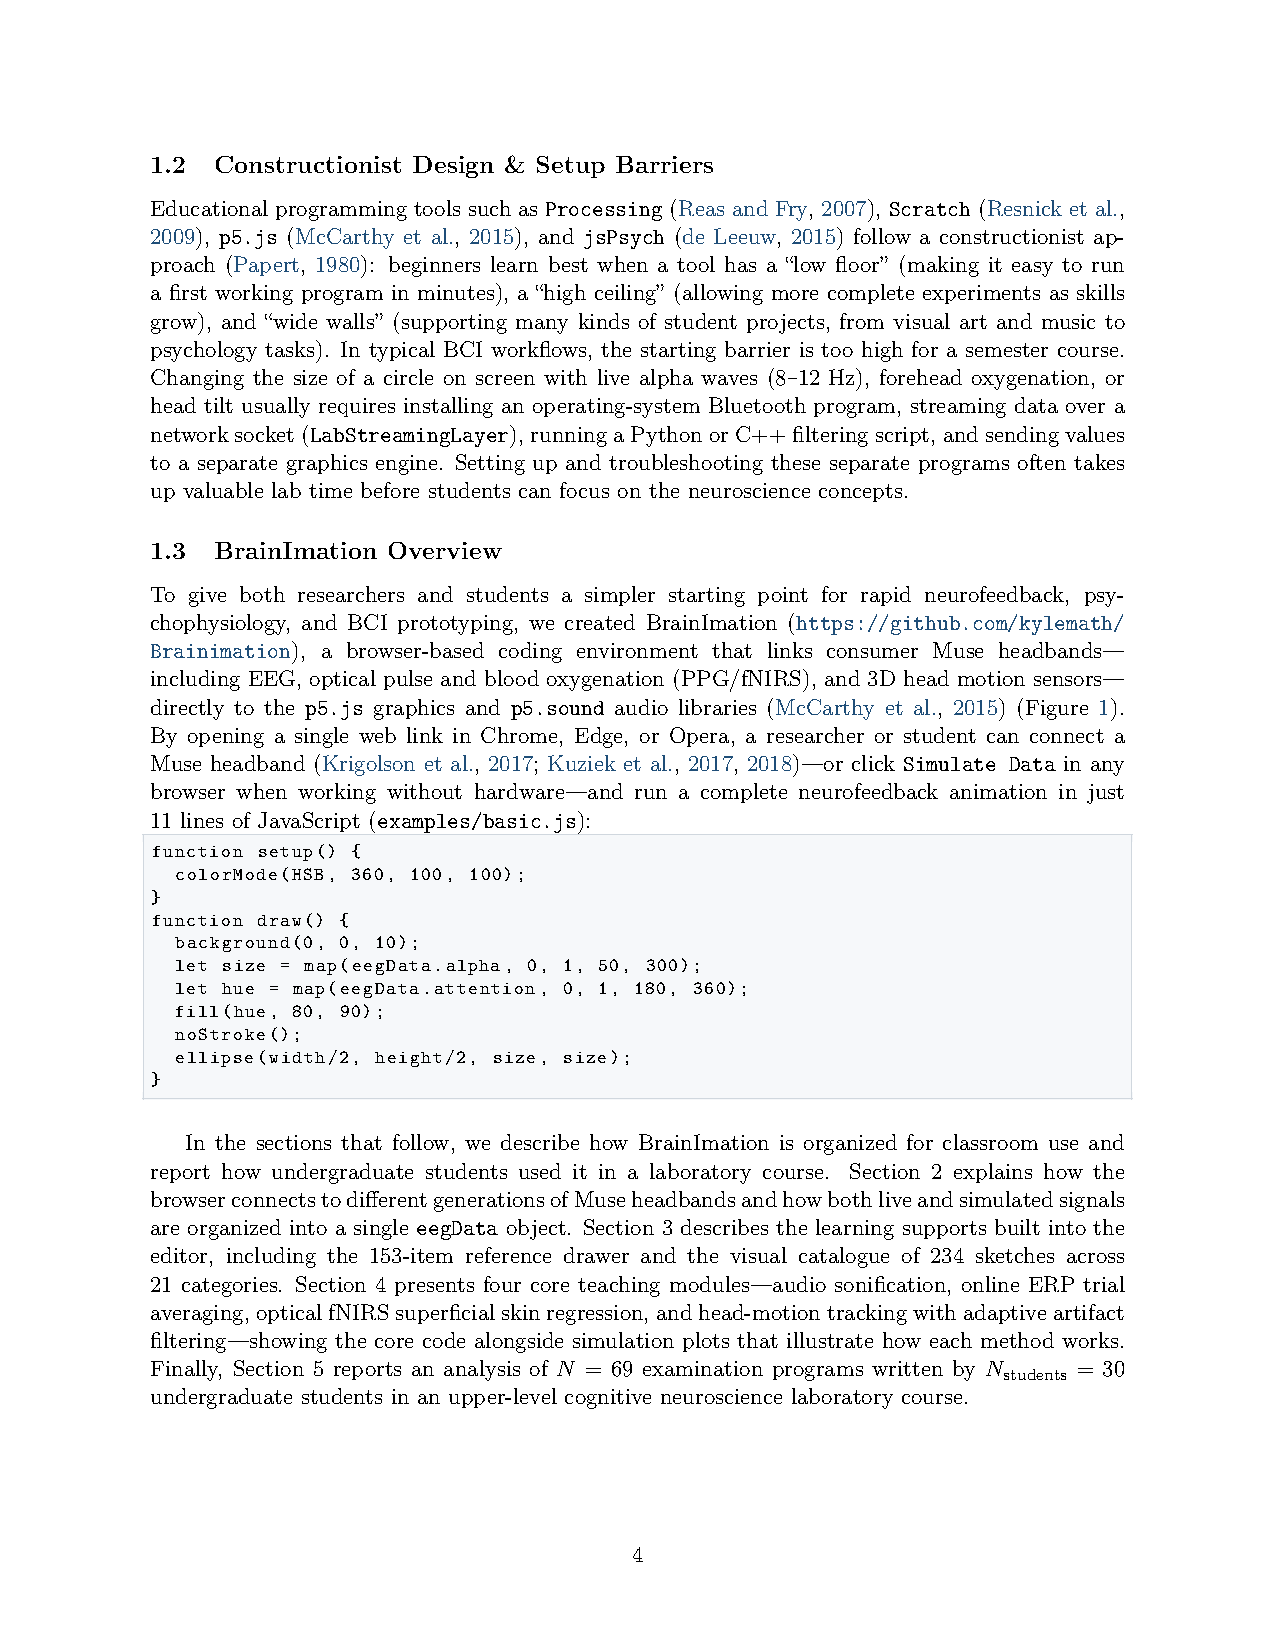 1.2 Constructionist Design & Setup Barriers
Educational programming tools such as Processing (Reas and Fry, 2007), Scratch (Resnick et al.,
2009), p5.js (McCarthy et al., 2015), and jsPsych (de Leeuw, 2015) follow a constructionist ap-
proach (Papert, 1980): beginners learn best when a tool has a “low floor” (making it easy to run
a first working program in minutes), a “high ceiling” (allowing more complete experiments as skills
grow), and “wide walls” (supporting many kinds of student projects, from visual art and music to
psychology tasks). In typical BCI workflows, the starting barrier is too high for a semester course.
Changing the size of a circle on screen with live alpha waves (8–12 Hz), forehead oxygenation, or
head tilt usually requires installing an operating-system Bluetooth program, streaming data over a
network socket (LabStreamingLayer), running a Python or C++ filtering script, and sending values
to a separate graphics engine. Setting up and troubleshooting these separate programs often takes
up valuable lab time before students can focus on the neuroscience concepts.
1.3 BrainImation Overview
To give both researchers and students a simpler starting point for rapid neurofeedback, psy-
chophysiology, and BCI prototyping, we created BrainImation (https://github.com/kylemath/
Brainimation), a browser-based coding environment that links consumer Muse headbands—
including EEG, optical pulse and blood oxygenation (PPG/fNIRS), and 3D head motion sensors—
directly to the p5.js graphics and p5.sound audio libraries (McCarthy et al., 2015) (Figure 1).
By opening a single web link in Chrome, Edge, or Opera, a researcher or student can connect a
Muse headband (Krigolson et al., 2017; Kuziek et al., 2017, 2018)—or click Simulate Data in any
browser when working without hardware—and run a complete neurofeedback animation in just
11 lines of JavaScript (examples/basic.js):
function setup() {
  colorMode(HSB, 360, 100, 100);
}
function draw() {
  background(0, 0, 10);
  let size = map(eegData.alpha, 0, 1, 50, 300);
  let hue = map(eegData.attention, 0, 1, 180, 360);
  fill(hue, 80, 90);
  noStroke();
  ellipse(width/2, height/2, size, size);
}
In the sections that follow, we describe how BrainImation is organized for classroom use and
report how undergraduate students used it in a laboratory course. Section 2 explains how the
browser connects to different generations of Muse headbands and how both live and simulated signals
are organized into a single eegData object. Section 3 describes the learning supports built into the
editor, including the 153-item reference drawer and the visual catalogue of 234 sketches across
21 categories. Section 4 presents four core teaching modules—audio sonification, online ERP trial
averaging, optical fNIRS superficial skin regression, and head-motion tracking with adaptive artifact
filtering—showing the core code alongside simulation plots that illustrate how each method works.
Finally, Section 5 reports an analysis of N = 69 examination programs written by N_students = 30
undergraduate students in an upper-level cognitive neuroscience laboratory course.
4